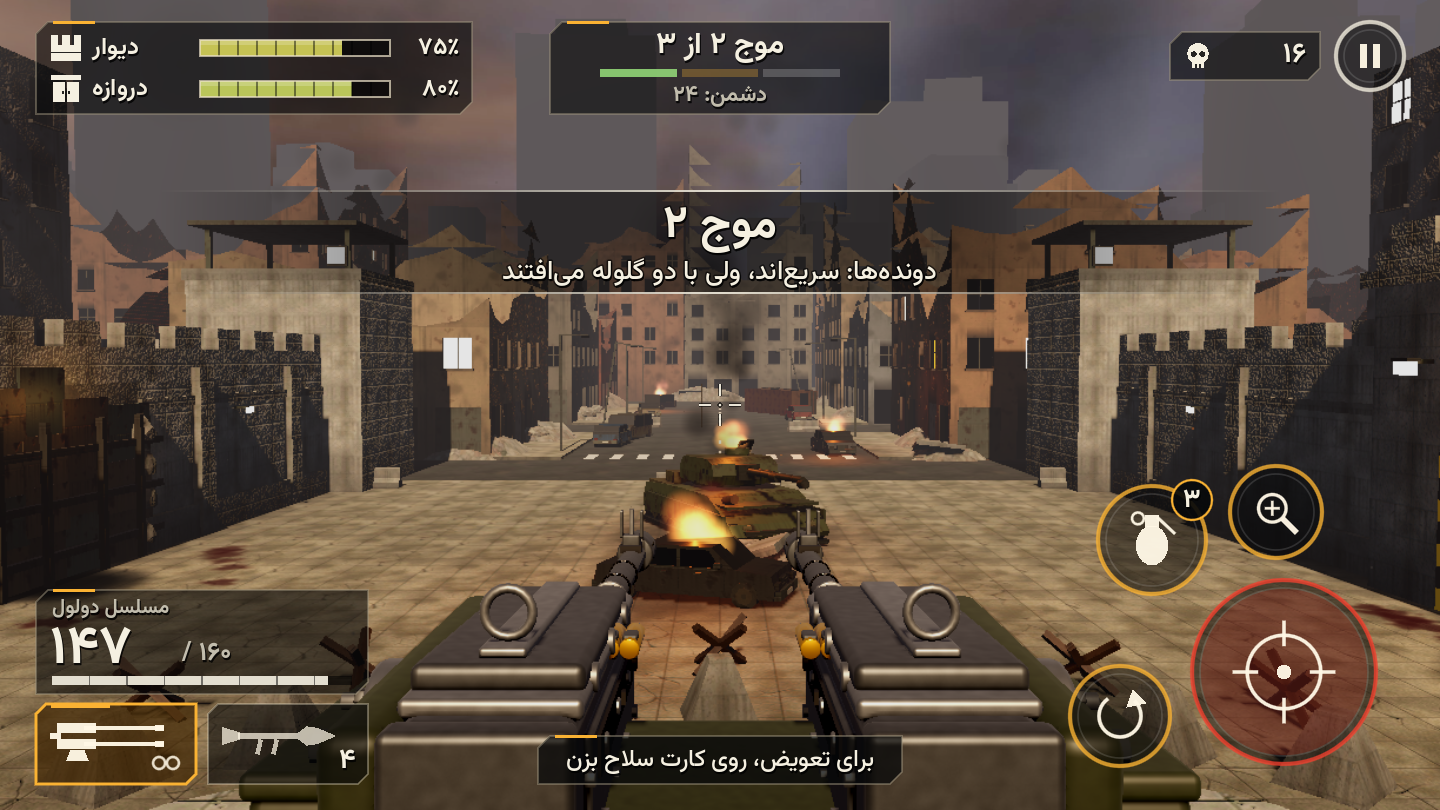 دیوار ۷۵٪
دروازه ۸۰٪
موج ۲ از ۳
دشمن: ۲۴
۱۶
موج ۲
دونده‌ها: سریع‌اند، ولی با دو گلوله می‌افتند
۳
مسلسل دولول
۱۴۷ / ۱۶۰
∞
۴
برای تعویض، روی کارت سلاح بزن